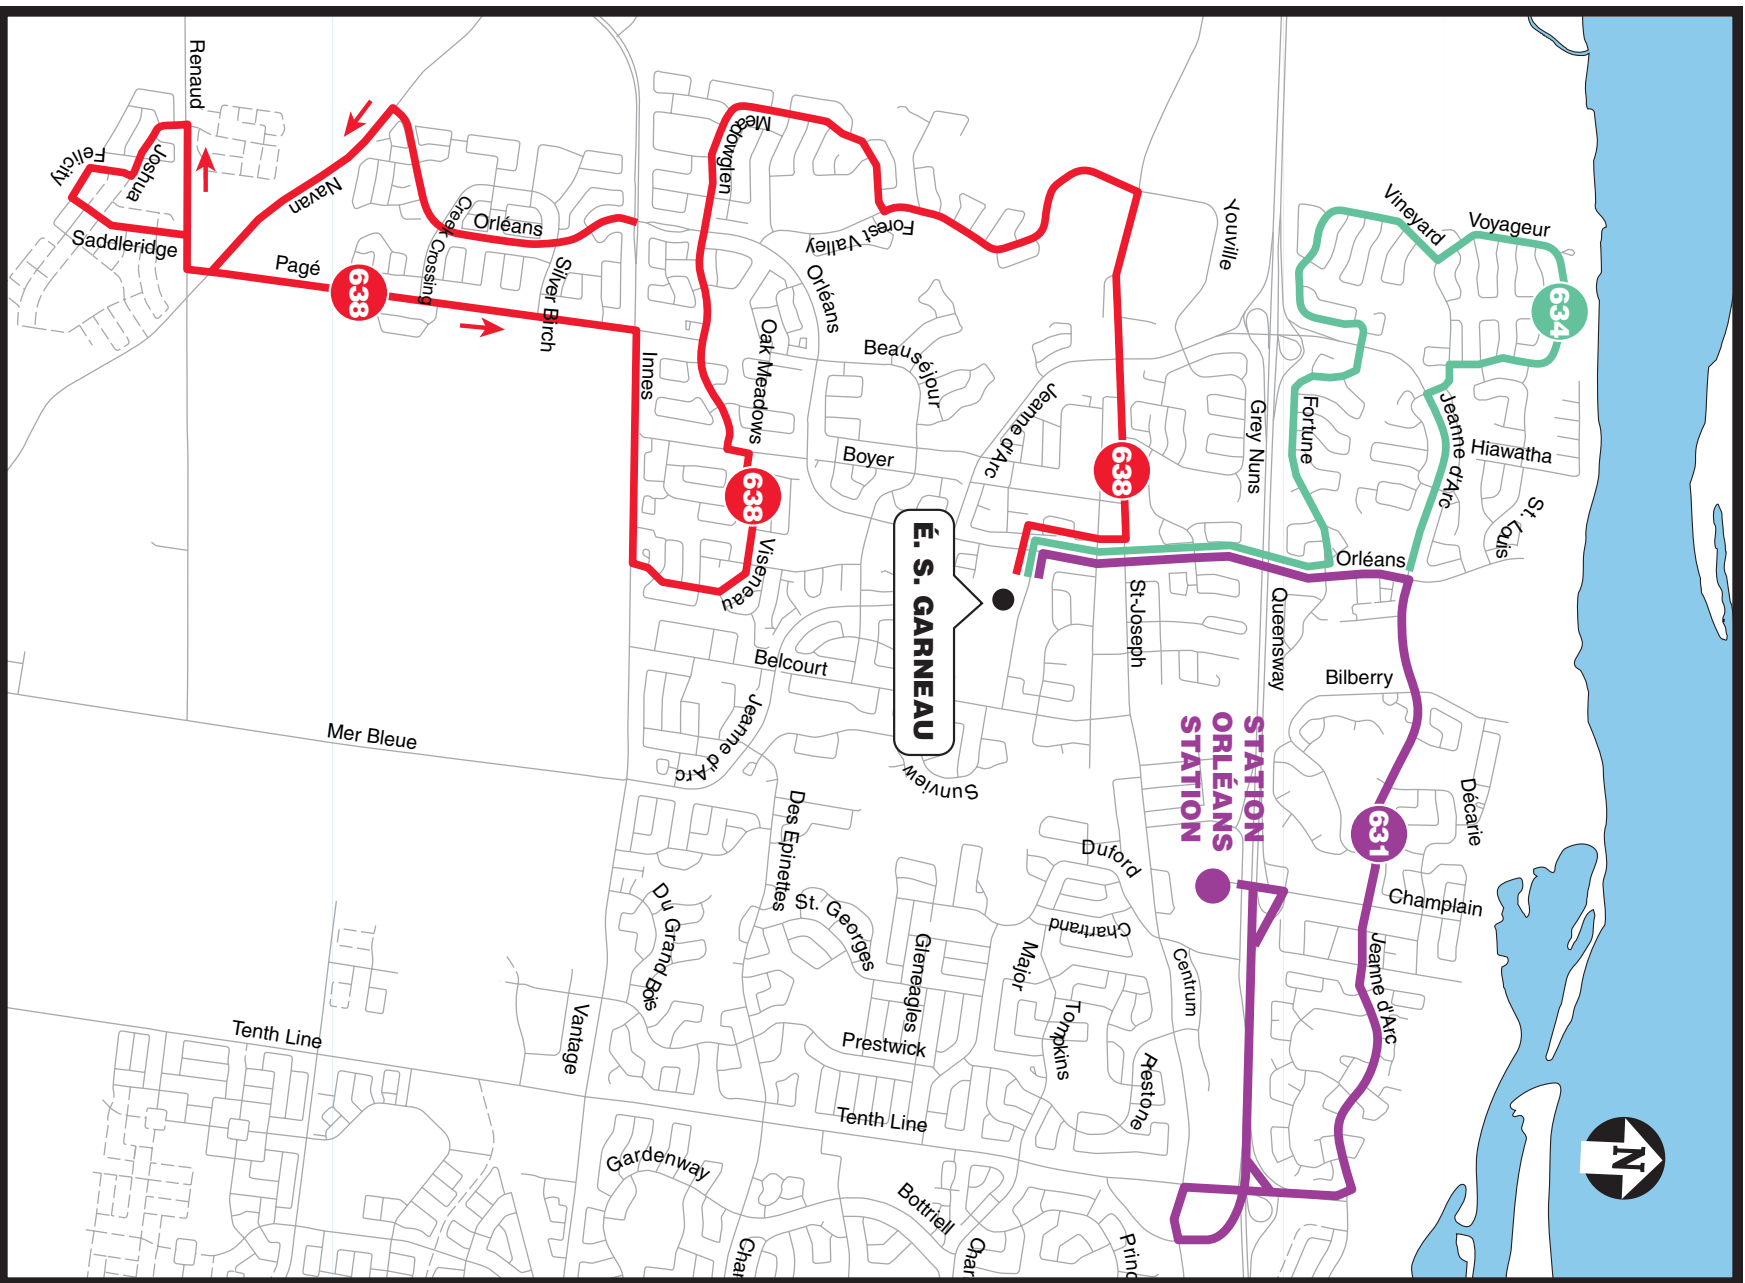 Renaud
Joshua
Felicity
Saddleridge
Navan
Pagé
638
Creek Crossing
Orléans
Silver Birch
Innes
Meadowglen
Forest Valley
Orléans
Oak Meadows
Beauséjour
Boyer
638
Viseneau
Jeanne d'Arc
638
Youville
Grey Nuns
Vineyard
Voyageur
634
Fortune
Jeanne d'Arc
Hiawatha
St. Louis
Orléans
É. S. GARNEAU
St-Joseph
Queensway
Bilberry
Belcourt
Jeanne d'Arc
Mer Bleue
Sunview
STATION
ORLÉANS
STATION
631
Décarie
Champlain
Jeanne d'Arc
Des Epinettes
St. Georges
Du Grand Bois
Gleneagles
Duford
Chartrand
Major
Centrum
Tompkins
Prestone
Prestwick
Vantage
Tenth Line
Tenth Line
Gardenway
Bottriell
Char
Char
Princ
N